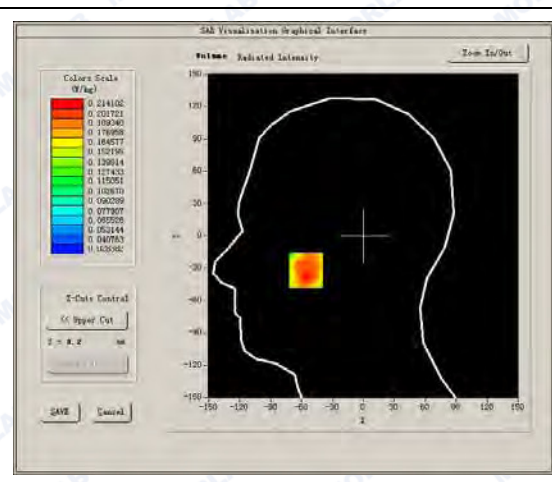 SAR Visualisation Graphical Interface
Volume Radiated Intensity
Zoom In/Out
Colors Scale
(W/kg)
0.214102
0.201721
0.189340
0.176958
0.164577
0.152195
0.139814
0.127433
0.115051
0.102670
0.090289
0.077907
0.065526
0.053144
0.040763
Z-Cuts Control
<< Upper Cut
mm
SAVE
Cancel
150
120
90
60
30
0
-30
-60
-90
-120
-150
-150 -120 -90 -60 -30 0 30 60 90 120 150
X